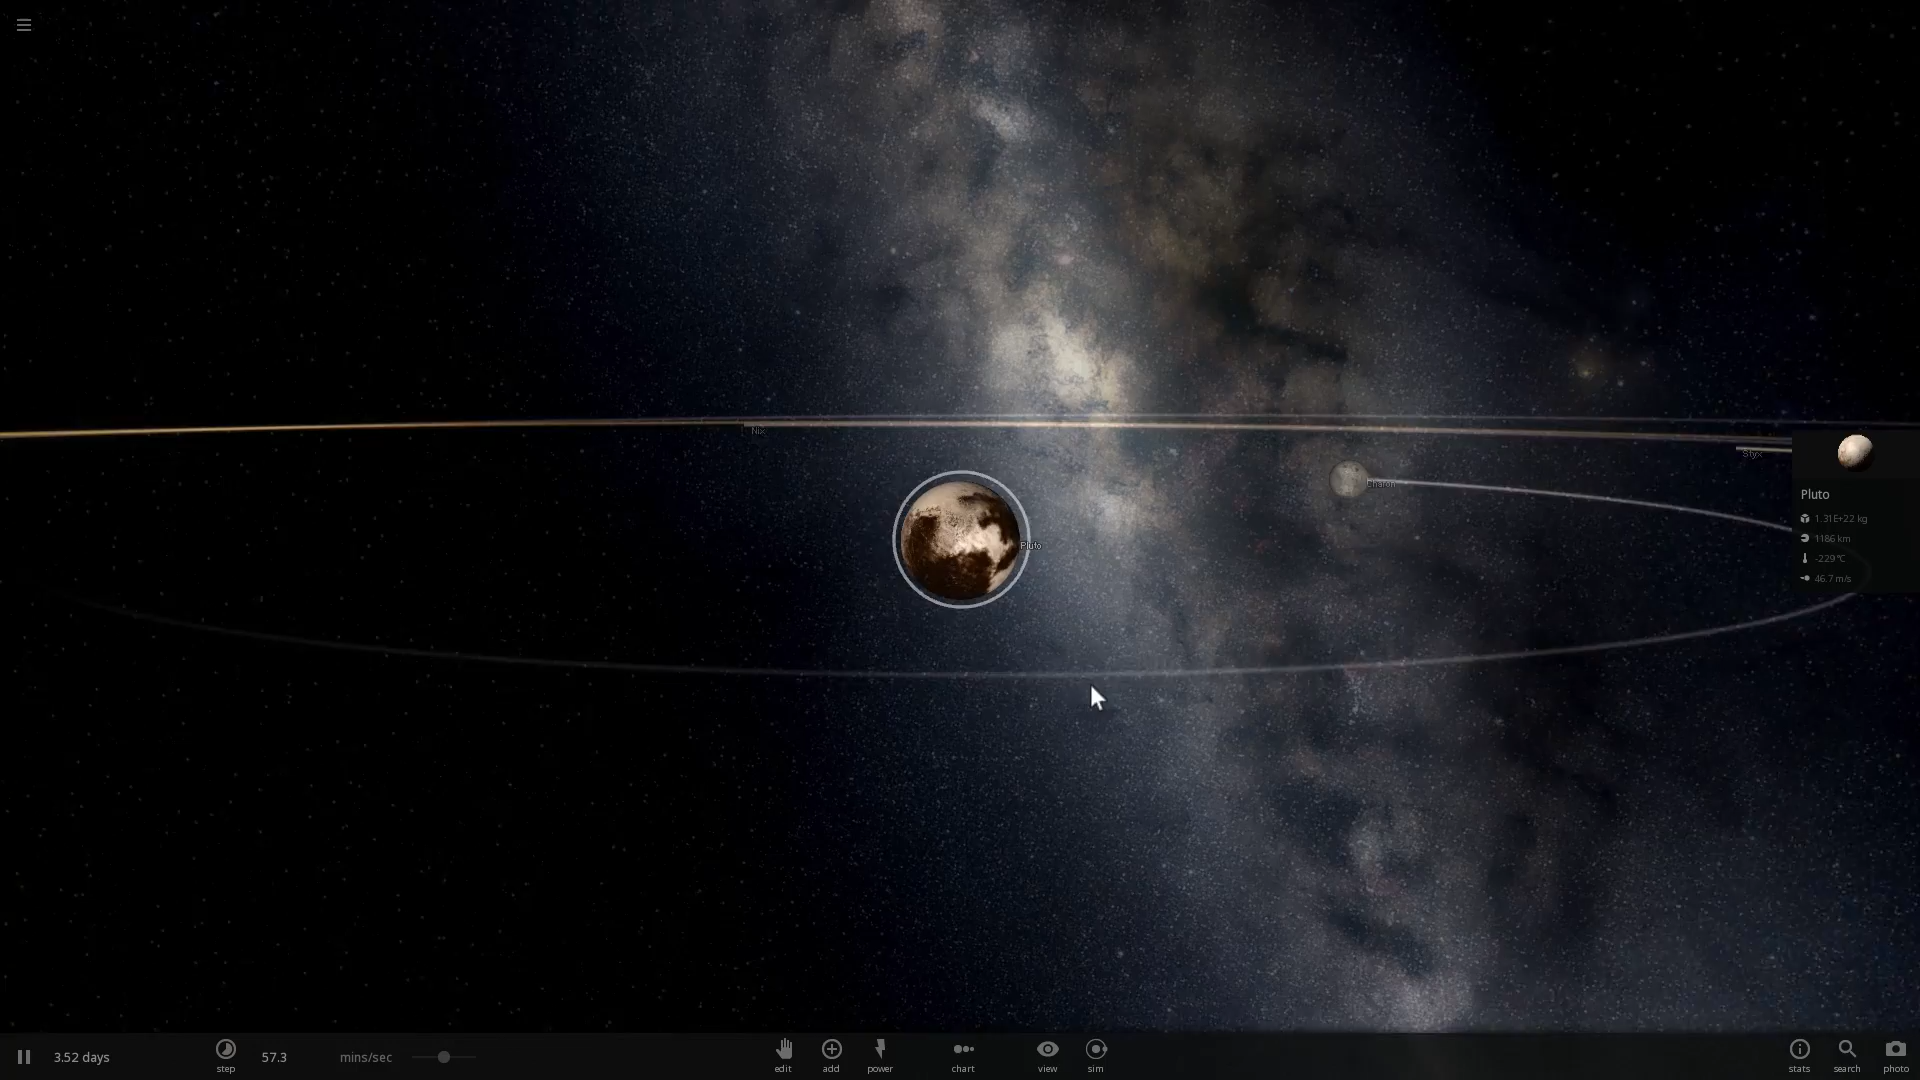 Nix
Styx
Charon
Pluto
Pluto
1.31E+22 kg
1186 km
-229°C
46.7 m/s
3.52 days
step
57.3
mins/sec
edit
add
power
chart
view
sim
stats
search
photo